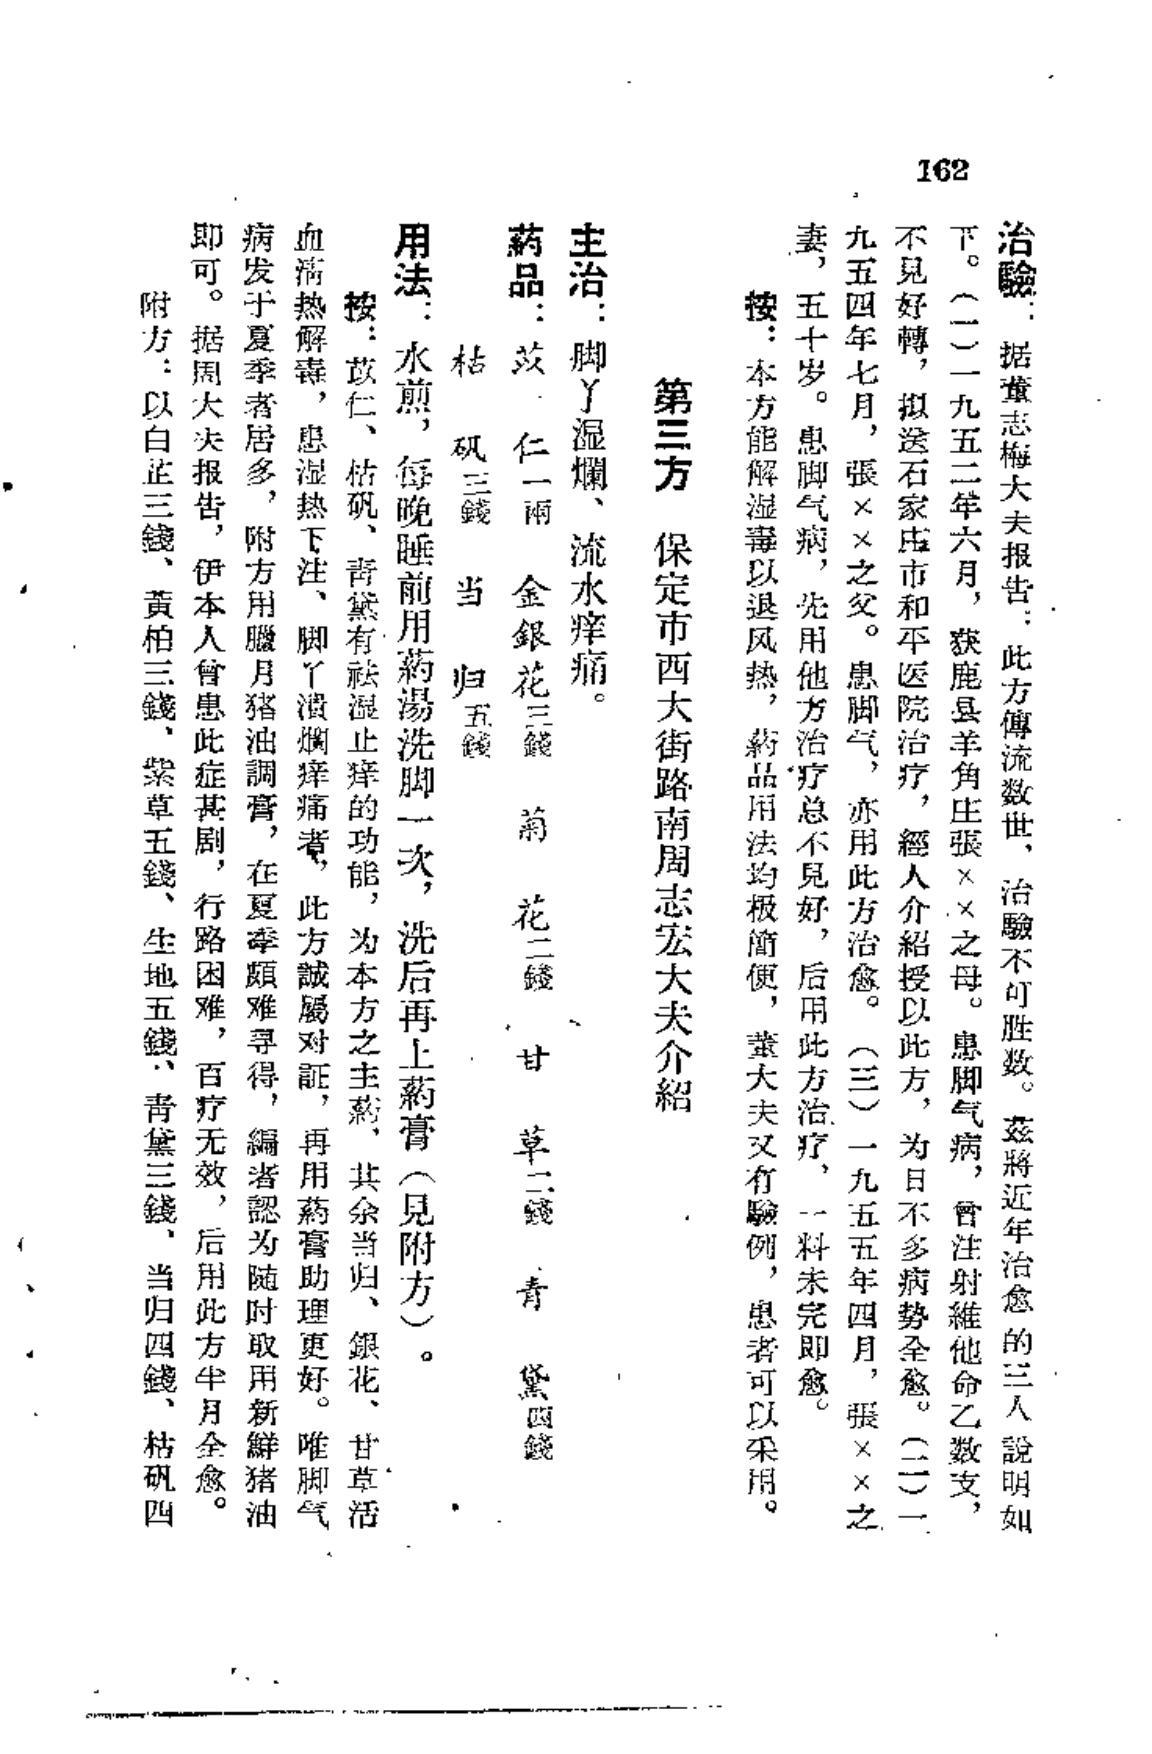 162
治驗：据董志梅大夫报告：此方傳流数世、治驗不可胜数。茲將近年治愈的三人說明如
下。（一）一九五二年六月，获鹿县羊角庄張××之母。患脚气病，曾注射維他命乙数支，
不見好轉，拟送石家庄市和平医院治疗，經人介紹授以此方，为日不多病势全愈。（二）一
九五四年七月，張××之父。患脚气，亦用此方治愈。（三）一九五五年四月，張××之
妻，五十岁。患脚气病，先用他方治疗总不見好，后用此方治疗、一料未完即愈。
按：本方能解湿毒以退风热，葯品用法均极簡便，董大夫又有驗例，患者可以采用。
第三方　保定市西大街路南周志宏大夫介紹
主治：脚丫湿爛、流水痒痛。
葯品：苡仁一兩　金銀花三錢　菊花二錢　甘草二錢　青黛四錢
枯矾三錢　当归五錢
用法：水煎，每晚睡前用葯湯洗脚一次，洗后再上葯膏（見附方）。
按：苡仁、枯矾、青黛有祛湿止痒的功能，为本方之主葯，其余当归、銀花、甘草活
血清热解毒，患湿热下注、脚丫潰爛痒痛者，此方誠屬对証，再用葯膏助理更好。唯脚气
病发于夏季者居多，附方用臘月猪油調膏，在夏季頗难寻得，編者認为随时取用新鮮猪油
即可。据周大夫报告，伊本人曾患此症甚剧，行路困难，百疗无效，后用此方半月全愈。
附方：以白芷三錢、黃柏三錢、紫草五錢、生地五錢、青黛三錢、当归四錢、枯矾四